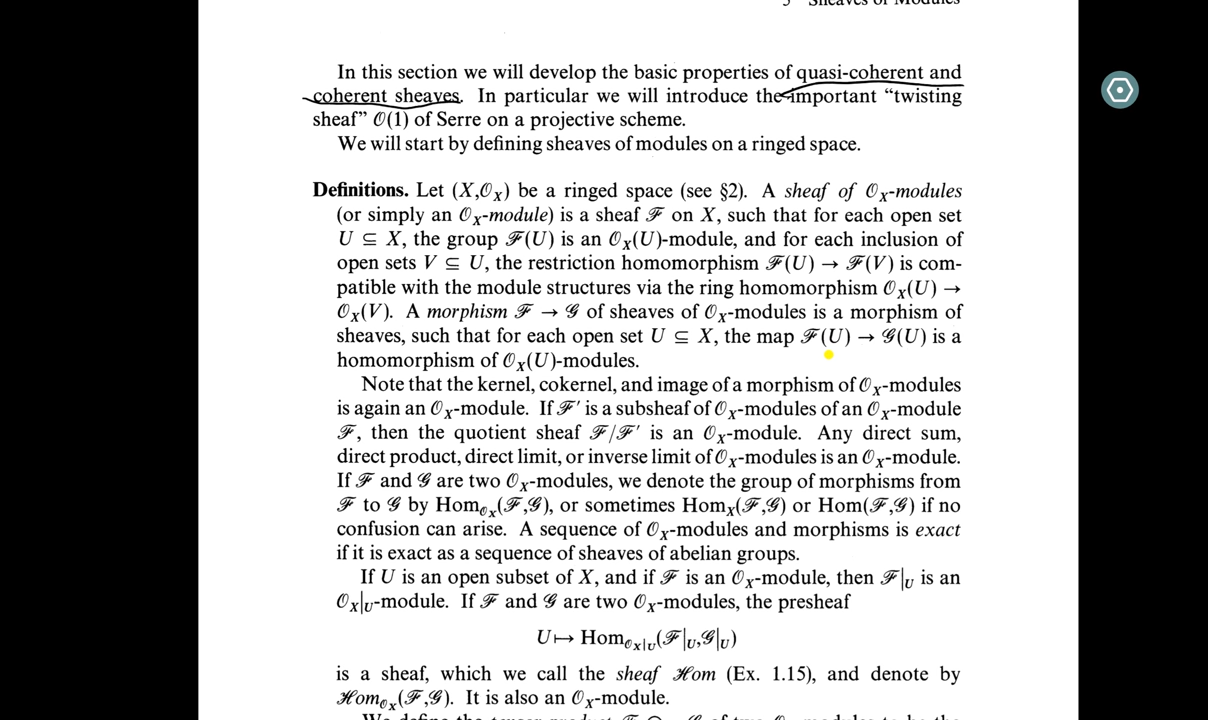 5 Sheaves of Modules
In this section we will develop the basic properties of quasi-coherent and
coherent sheaves. In particular we will introduce the important “twisting
sheaf” 𝒪(1) of Serre on a projective scheme.
We will start by defining sheaves of modules on a ringed space.
Definitions. Let (X,𝒪_X) be a ringed space (see §2). A sheaf of 𝒪_X-modules
(or simply an 𝒪_X-module) is a sheaf ℱ on X, such that for each open set
U ⊆ X, the group ℱ(U) is an 𝒪_X(U)-module, and for each inclusion of
open sets V ⊆ U, the restriction homomorphism ℱ(U) → ℱ(V) is com-
patible with the module structures via the ring homomorphism 𝒪_X(U) →
𝒪_X(V). A morphism ℱ → 𝒢 of sheaves of 𝒪_X-modules is a morphism of
sheaves, such that for each open set U ⊆ X, the map ℱ(U) → 𝒢(U) is a
homomorphism of 𝒪_X(U)-modules.
Note that the kernel, cokernel, and image of a morphism of 𝒪_X-modules
is again an 𝒪_X-module. If ℱ′ is a subsheaf of 𝒪_X-modules of an 𝒪_X-module
ℱ, then the quotient sheaf ℱ/ℱ′ is an 𝒪_X-module. Any direct sum,
direct product, direct limit, or inverse limit of 𝒪_X-modules is an 𝒪_X-module.
If ℱ and 𝒢 are two 𝒪_X-modules, we denote the group of morphisms from
ℱ to 𝒢 by Hom_𝒪_X(ℱ,𝒢), or sometimes Hom_X(ℱ,𝒢) or Hom(ℱ,𝒢) if no
confusion can arise. A sequence of 𝒪_X-modules and morphisms is exact
if it is exact as a sequence of sheaves of abelian groups.
If U is an open subset of X, and if ℱ is an 𝒪_X-module, then ℱ|_U is an
𝒪_X|_U-module. If ℱ and 𝒢 are two 𝒪_X-modules, the presheaf
U ↦ Hom_𝒪_X|_U(ℱ|_U,𝒢|_U)
is a sheaf, which we call the sheaf ℋom (Ex. 1.15), and denote by
ℋom_𝒪_X(ℱ,𝒢). It is also an 𝒪_X-module.